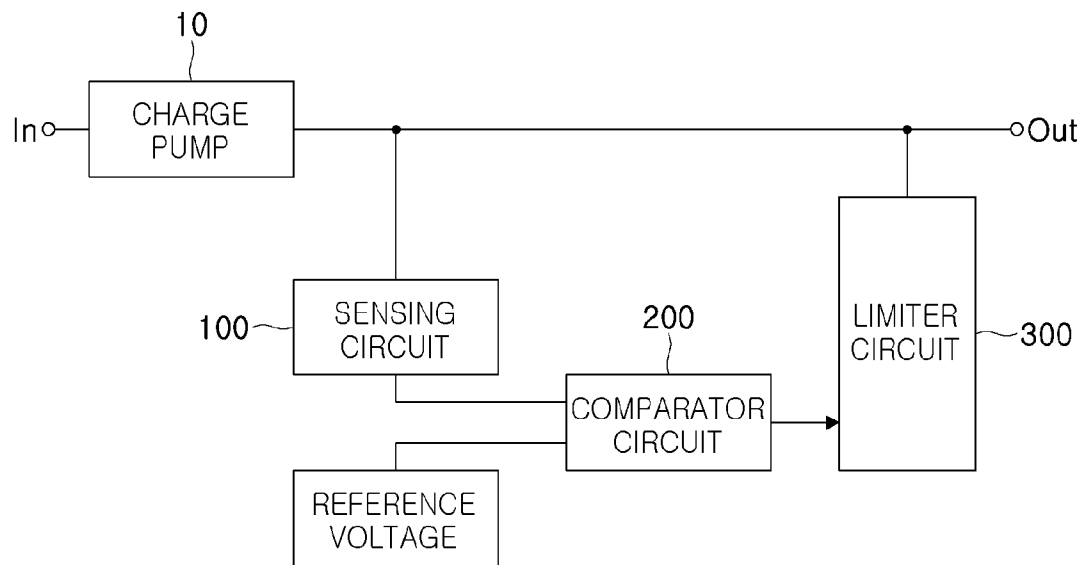 10
In
CHARGE
PUMP
Out
100
SENSING
CIRCUIT
200
COMPARATOR
CIRCUIT
LIMITER
CIRCUIT
300
REFERENCE
VOLTAGE